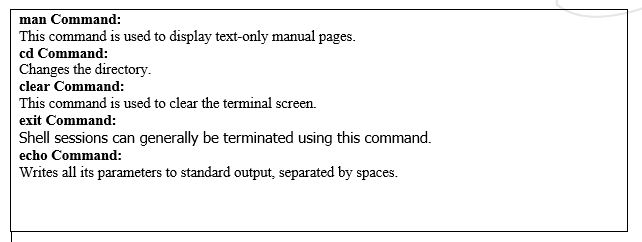 man Command:
This command is used to display text-only manual pages.
cd Command:
Changes the directory.
clear Command:
This command is used to clear the terminal screen.
exit Command:
Shell sessions can generally be terminated using this command.
echo Command:
Writes all its parameters to standard output, separated by spaces.